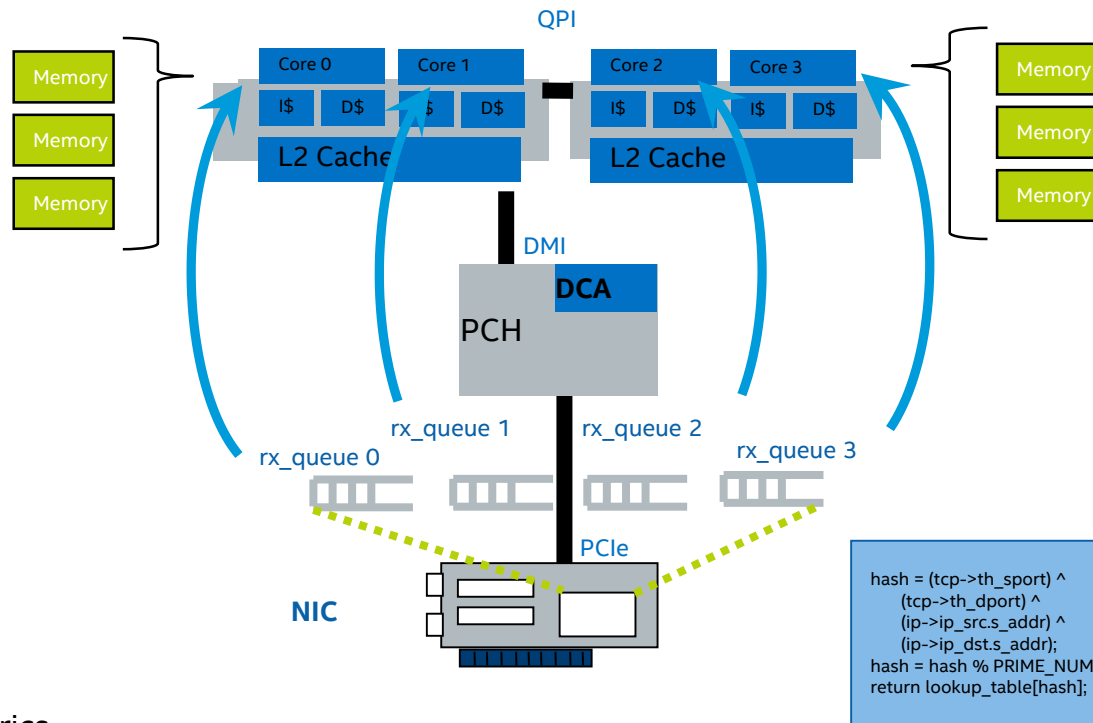 QPI
Memory
Memory
Memory
Core 0
Core 1
Core 2
Core 3
I$
D$
D$
I$
D$
I$
D$
L2 Cache
L2 Cache
Memory
Memory
Memory
DMI
DCA
PCH
rx_queue 0
rx_queue 1
rx_queue 2
rx_queue 3
PCIe
NIC
hash = (tcp->th_sport) ^
(tcp->th_dport) ^
(ip->ip_src.s_addr) ^
(ip->ip_dst.s_addr);
hash = hash % PRIME_NUM
return lookup_table[hash];